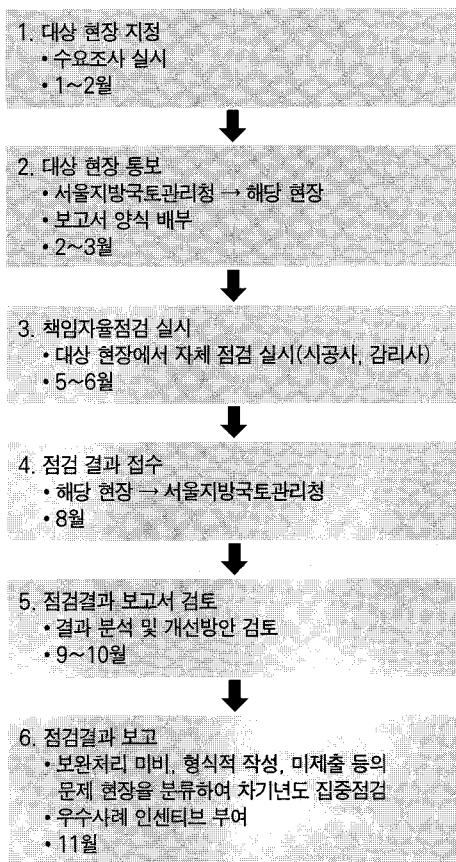 1. 대상 현장 지정
• 수요조사 실시
• 1~2월
2. 대상 현장 통보
• 서울지방국토관리청 → 해당 현장
• 보고서 양식 배부
• 2~3월
3. 책임자율점검 실시
• 대상 현장에서 자체 점검 실시(시공사, 감리사)
• 5~6월
4. 점검 결과 접수
• 해당 현장 → 서울지방국토관리청
• 8월
5. 점검결과 보고서 검토
• 결과 분석 및 개선방안 검토
• 9~10월
6. 점검결과 보고
• 보완처리 미비, 형식적 작성, 미제출 등의
문제 현장을 분류하여 차기년도 집중점검
• 우수사례 인센티브 부여
• 11월